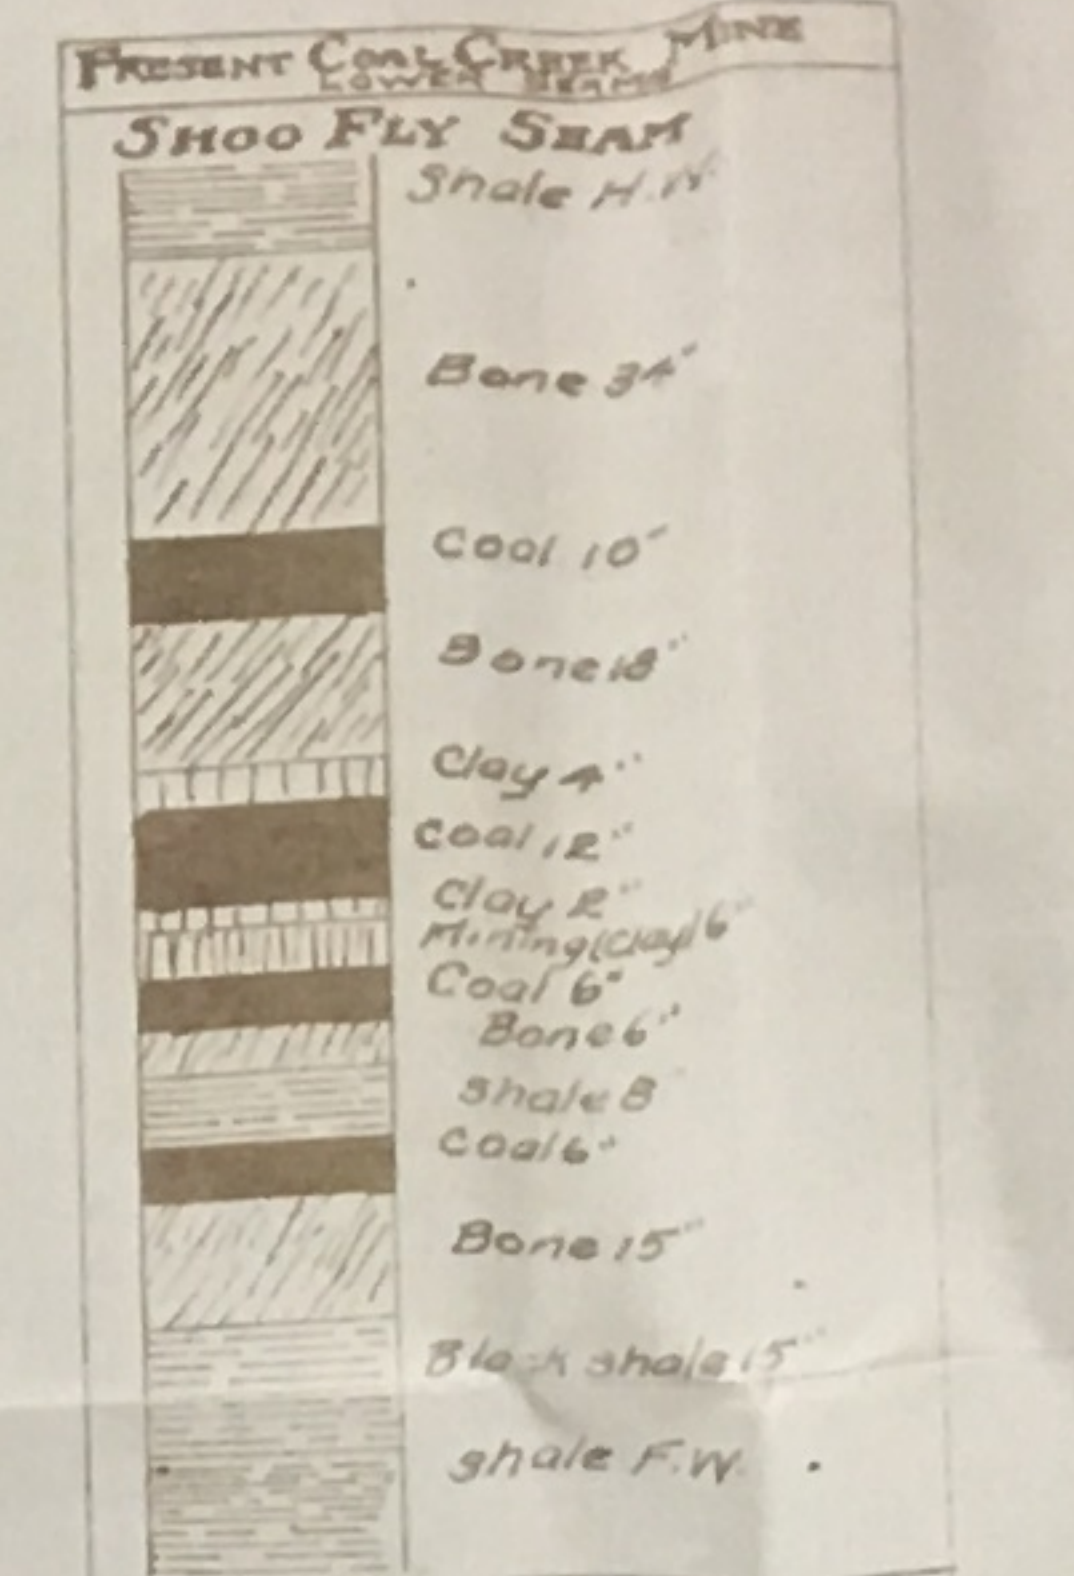 PRESENT COAL CREEK MINE
LOWER SEAMS
SHOO FLY SEAM
Shale H.W.
Bone 34"
Coal 10"
Bone 18"
Clay 4"
Coal 12"
Clay 2"
Mining (Clay) 6"
Coal 6"
Bone 6"
Shale 8
Coal 6"
Bone 15"
Black shale 15"
Shale F.W.